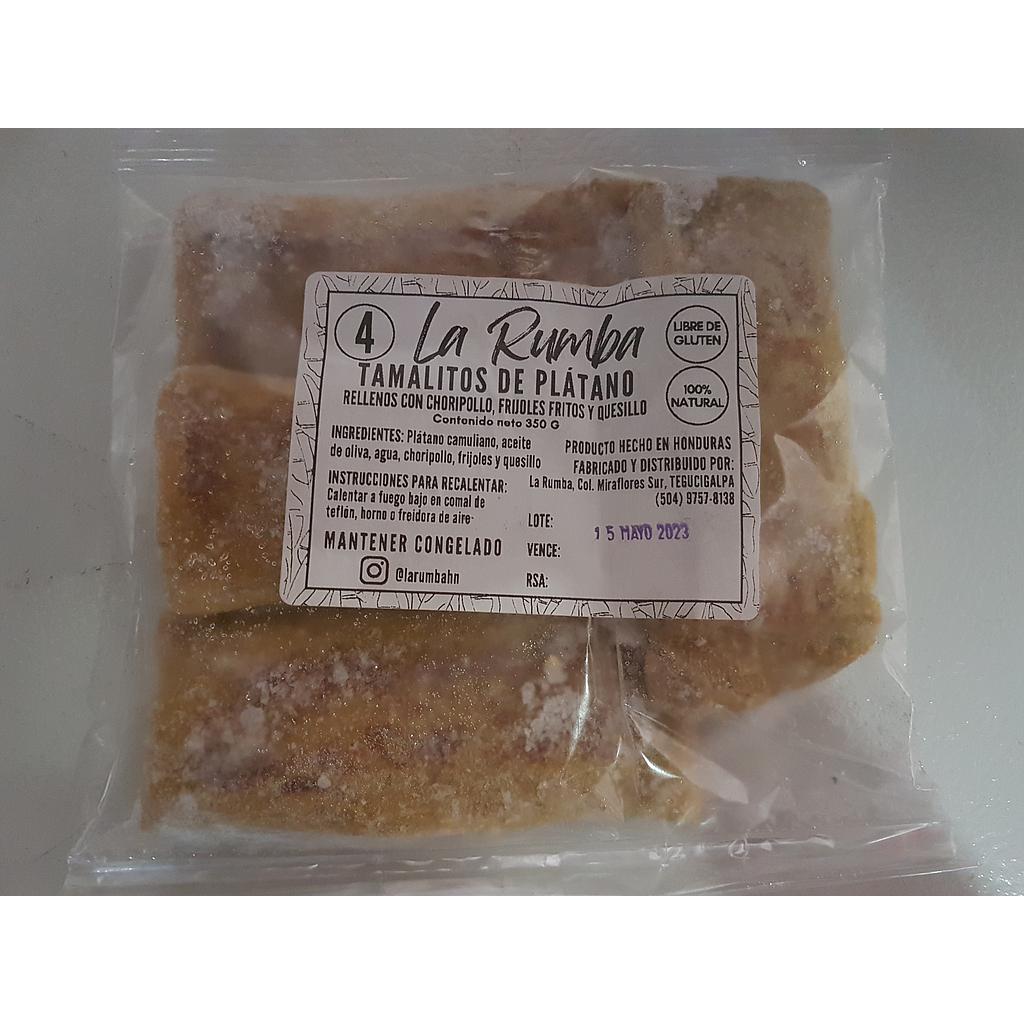 4 La Rumba
LIBRE DE
GLUTEN
TAMALITOS DE PLÁTANO
100%
NATURAL
RELLENOS CON CHORIPOLLO, FRIJOLES FRITOS Y QUESILLO
Contenido neto 350 G
INGREDIENTES: Plátano camuliano, aceite
de oliva, agua, choripollo, frijoles y quesillo
INSTRUCCIONES PARA RECALENTAR:
Calentar a fuego bajo en comal de
teflón, horno o freidora de aire
MANTENER CONGELADO
@larumbahn
PRODUCTO HECHO EN HONDURAS
FABRICADO Y DISTRIBUIDO POR:
La Rumba, Col. Miraflores Sur, TEGUCIGALPA
(504) 9757-8138
LOTE:
15 MAYO 2023
VENCE:
RSA: